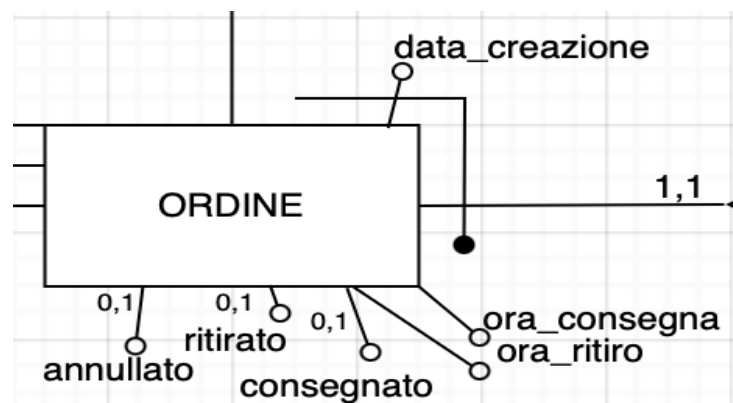 data_creazione
1,1
ORDINE
0,1
0,1
0,1
ora_consegna
ritirato
ora_ritiro
annullato
consegnato